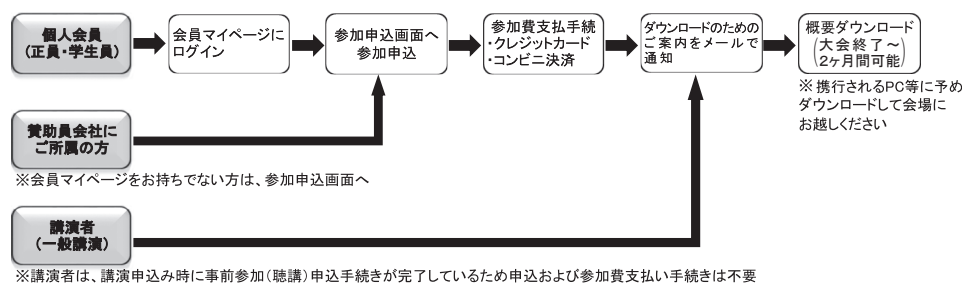 個人会員
（正員・学生員）
会員マイページに
ログイン
参加申込画面へ
参加申込
参加費支払手続
・クレジットカード
・コンビニ決済
ダウンロードのための
ご案内をメールで
通知
概要ダウンロード
（大会終了～
2ヶ月間可能）
※携行されるPC等に予め
ダウンロードして会場に
お越しください
賛助員会社に
ご所属の方
※会員マイページをお持ちでない方は、参加申込画面へ
講演者
（一般講演）
※講演者は、講演申込み時に事前参加（聴講）申込手続きが完了しているため申込および参加費支払い手続きは不要